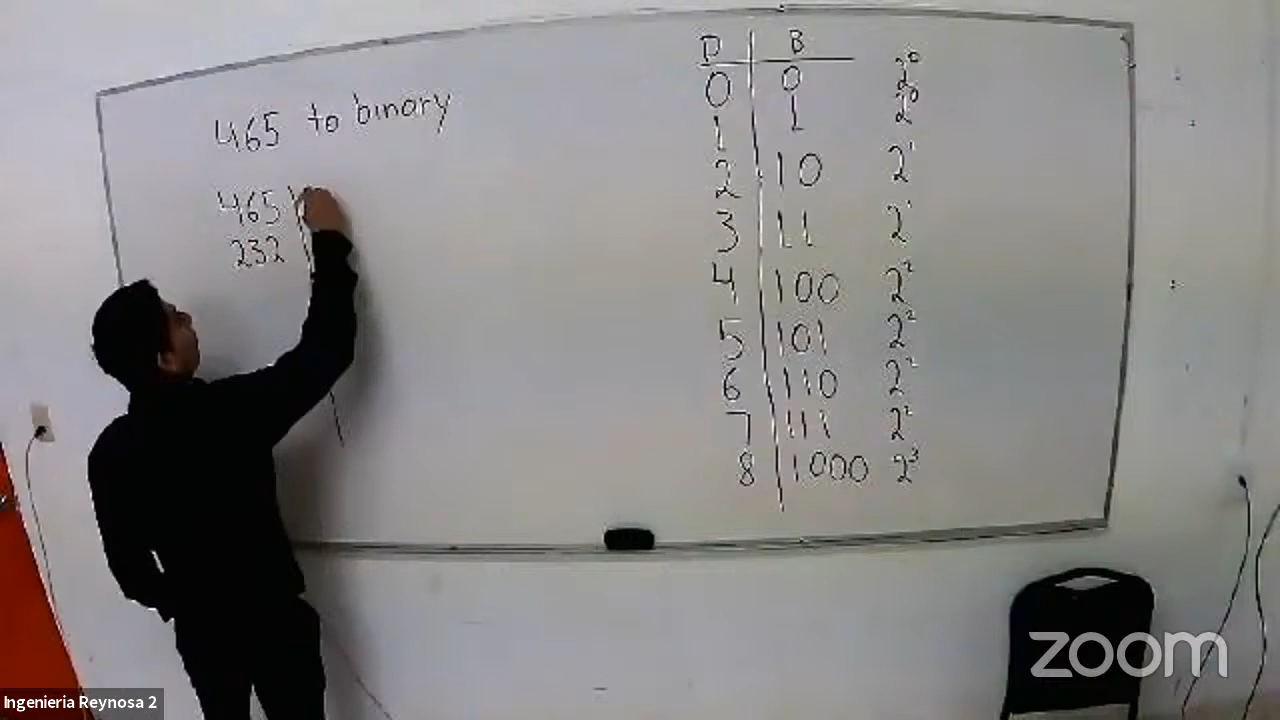 465 to binary
465
232
D B
0 0 2⁰
1 1 2⁰
2 10 2¹
3 11 2¹
4 100 2²
5 101 2²
6 110 2²
7 111 2²
8 1000 2³
zoom
Ingenieria Reynosa 2